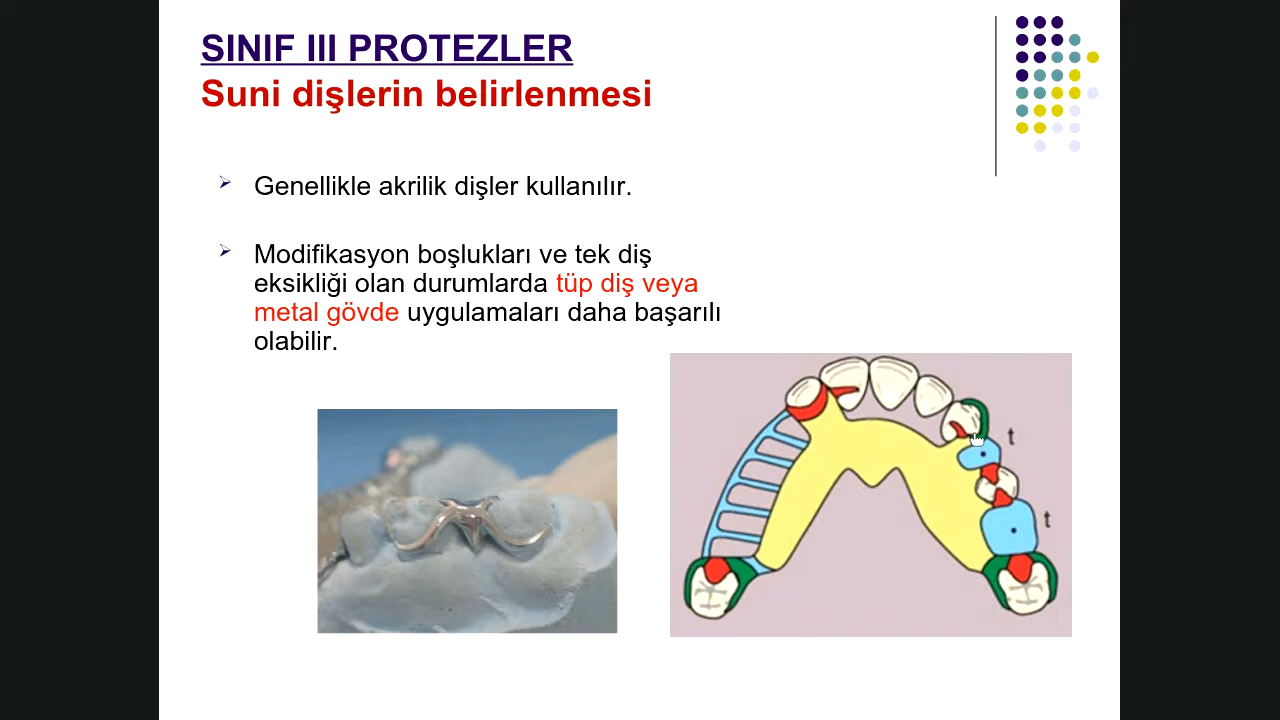 SINIF III PROTEZLER
Suni dişlerin belirlenmesi
Genellikle akrilik dişler kullanılır.
Modifikasyon boşlukları ve tek diş
eksikliği olan durumlarda tüp diş veya
metal gövde uygulamaları daha başarılı
olabilir.
t
t